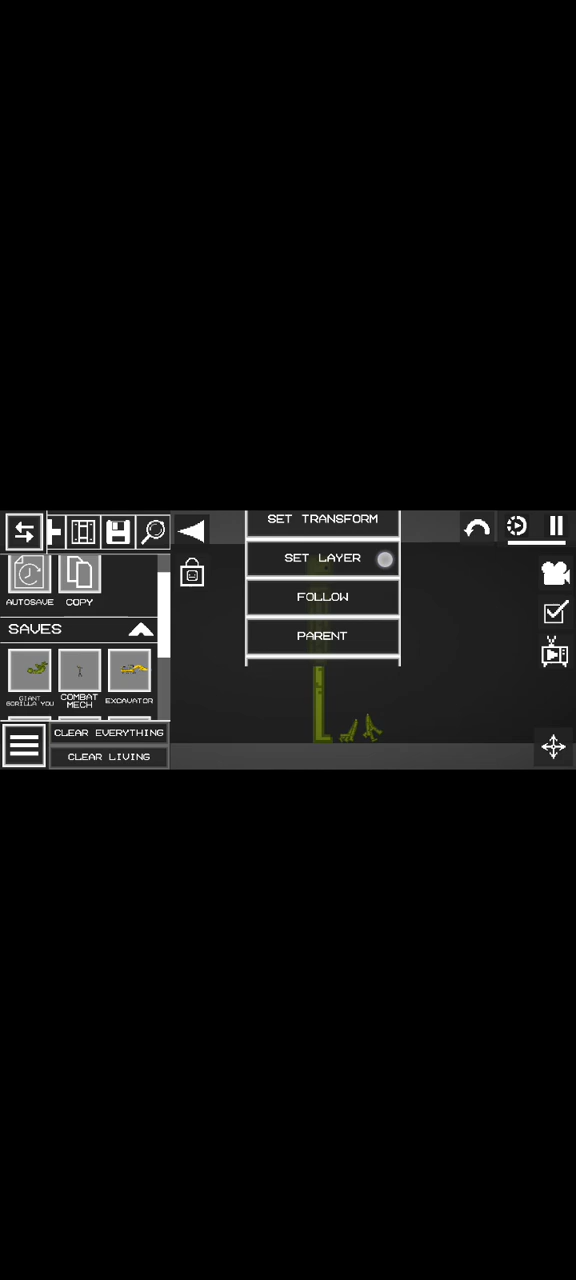 SET TRANSFORM
SET LAYER
FOLLOW
PARENT
AUTOSAVE
COPY
SAVES
GIANT
GORILLA YOU
COMBAT
MECH
EXCAVATOR
CLEAR EVERYTHING
CLEAR LIVING